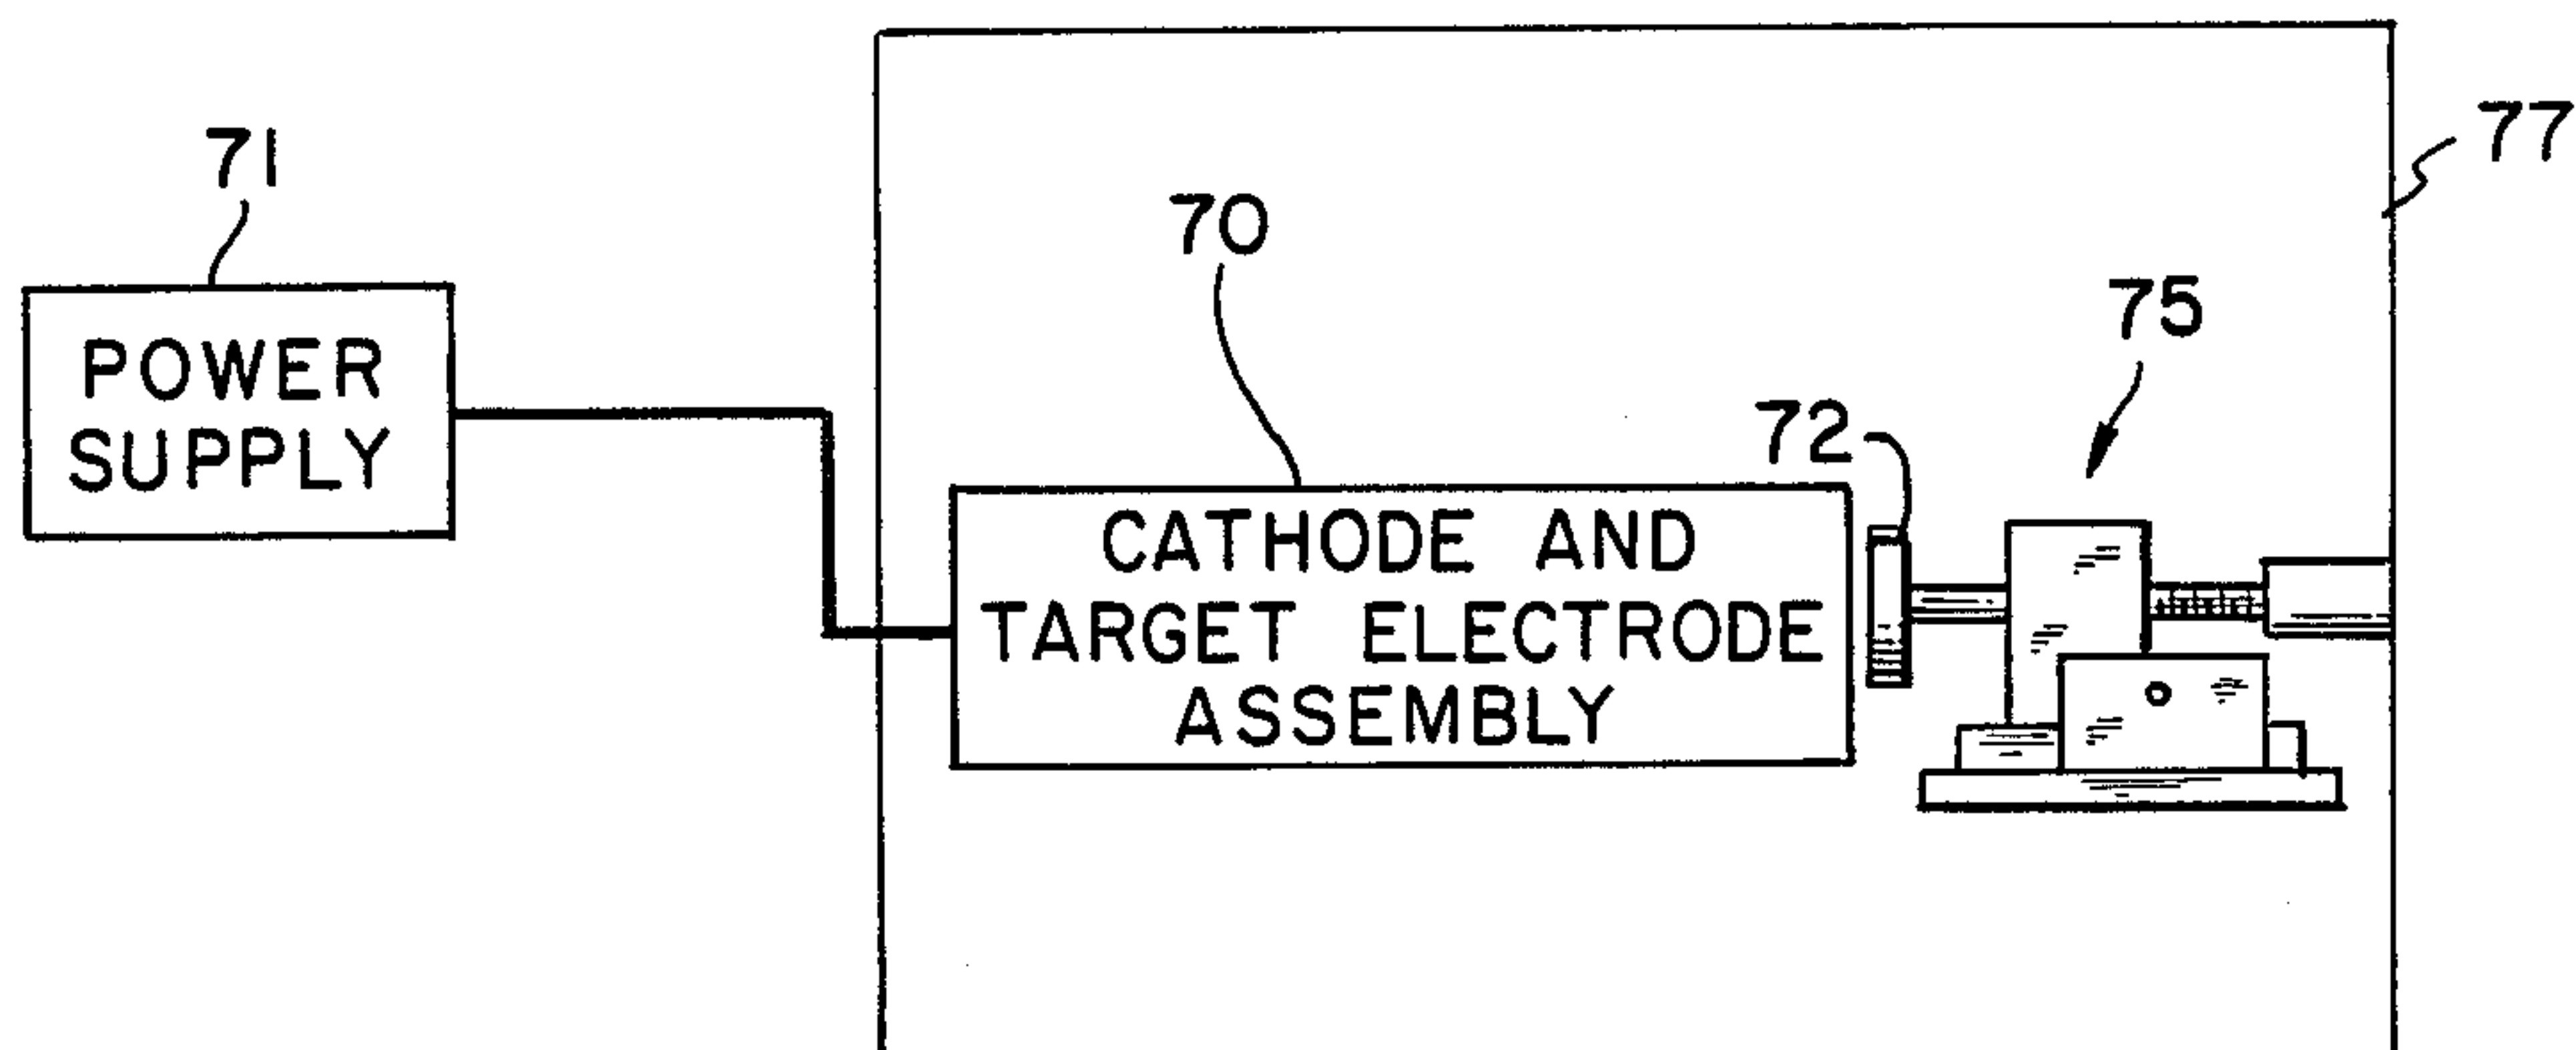 71
77
70
75
POWER
SUPPLY
72
CATHODE AND
TARGET ELECTRODE
ASSEMBLY